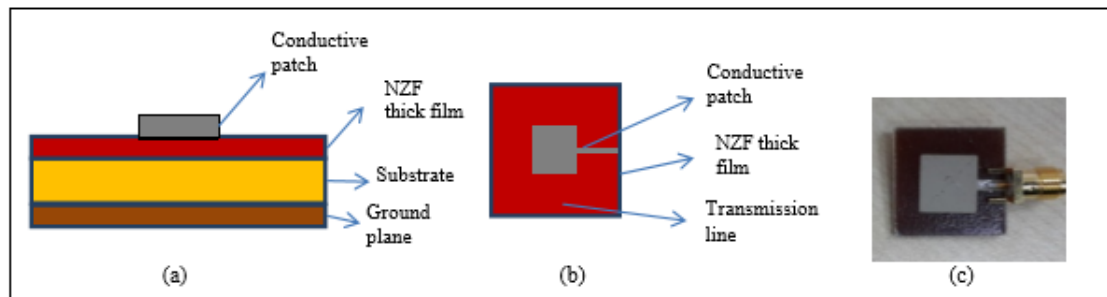 Conductive
patch
NZF
thick film
Substrate
Ground
plane
(a)
Conductive
patch
NZF thick
film
Transmission
line
(b)
(c)